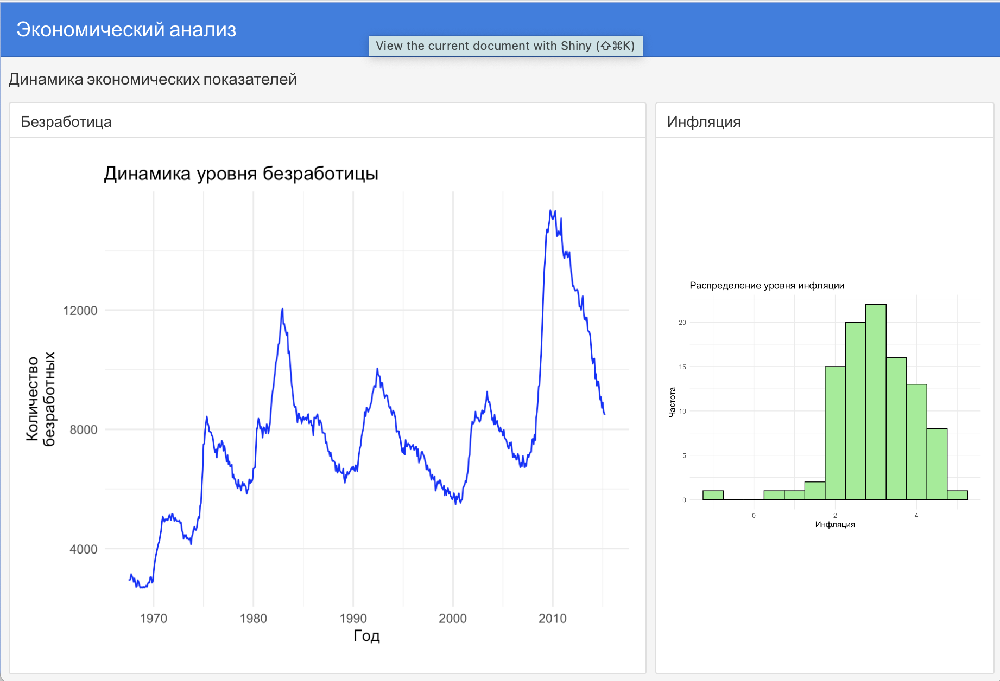 Экономический анализ
View the current document with Shiny (⇧⌘K)
Динамика экономических показателей
Безработица
Динамика уровня безработицы
Количество
безработных
12000
8000
4000
1970 1980 1990 2000 2010
Год
Инфляция
Распределение уровня инфляции
Частота
20
15
10
5
0
0 2 4
Инфляция